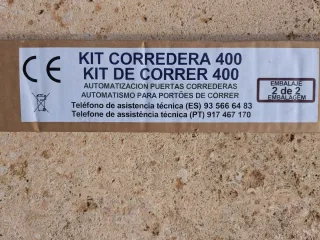 CE
KIT CORREDERA 400
KIT DE CORRER 400
AUTOMATIZACION PUERTAS CORREDERAS
AUTOMATISMO PARA PORTÕES DE CORRER
Teléfono de asistencia técnica (ES) 93 566 64 83
Telefone de assistência técnica (PT) 917 467 170
EMBALAJE
2 de 2
EMBALAGEM